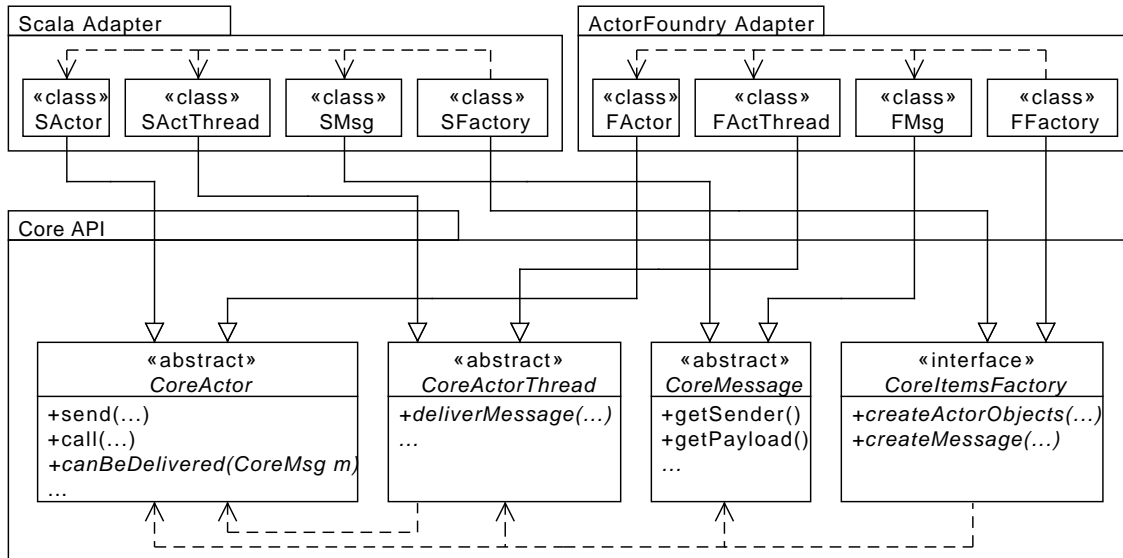 Scala Adapter
ActorFoundry Adapter
«class»
SActor
«class»
SActThread
«class»
SMsg
«class»
SFactory
«class»
FActor
«class»
FActThread
«class»
FMsg
«class»
FFactory
Core API
«abstract»
CoreActor
+send(...)
+call(...)
+canBeDelivered(CoreMsg m)
...
«abstract»
CoreActorThread
+deliverMessage(...)
...
«abstract»
CoreMessage
+getSender()
+getPayload()
...
«interface»
CoreItemsFactory
+createActorObjects(...)
+createMessage(...)